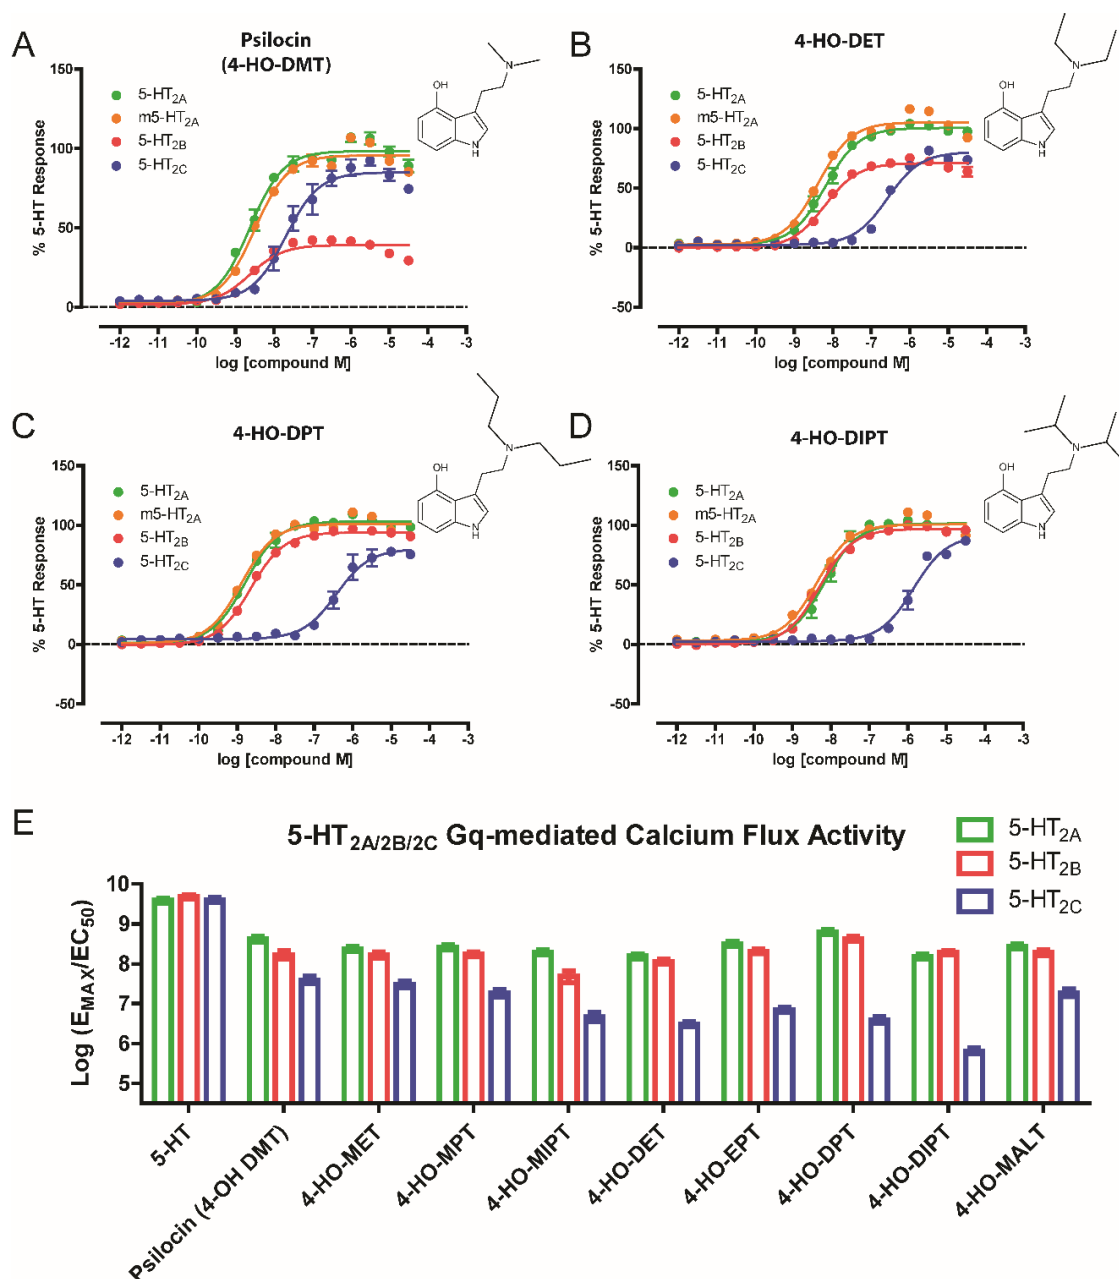 A
Psilocin
(4-HO-DMT)
N
OH
N
H
150
100
50
0
% 5-HT Response
5-HT2A
m5-HT2A
5-HT2B
5-HT2C
-12 -11 -10 -9 -8 -7 -6 -5 -4 -3
log [compound M]
B
4-HO-DET
N
OH
N
H
150
100
50
0
-50
% 5-HT Response
5-HT2A
m5-HT2A
5-HT2B
5-HT2C
-12 -11 -10 -9 -8 -7 -6 -5 -4 -3
log [compound M]
C
4-HO-DPT
N
OH
N
H
150
100
50
0
-50
% 5-HT Response
5-HT2A
m5-HT2A
5-HT2B
5-HT2C
-12 -11 -10 -9 -8 -7 -6 -5 -4 -3
log [compound M]
D
4-HO-DIPT
N
OH
N
H
150
100
50
0
-50
% 5-HT Response
5-HT2A
m5-HT2A
5-HT2B
5-HT2C
-12 -11 -10 -9 -8 -7 -6 -5 -4 -3
log [compound M]
E
5-HT2A/2B/2C Gq-mediated Calcium Flux Activity
5-HT2A
5-HT2B
5-HT2C
10
9
8
7
6
5
Log (EMAX/EC50)
5-HT
Psilocin (4-OH DMT)
4-HO-MET
4-HO-MPT
4-HO-MIPT
4-HO-DET
4-HO-EPT
4-HO-DPT
4-HO-DIPT
4-HO-MALT